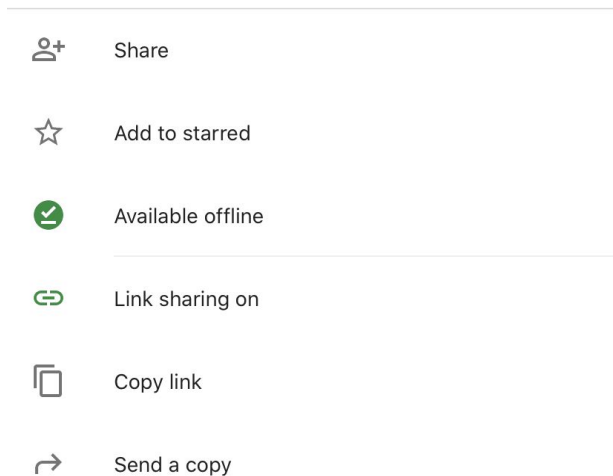 Share
Add to starred
Available offline
Link sharing on
Copy link
Send a copy